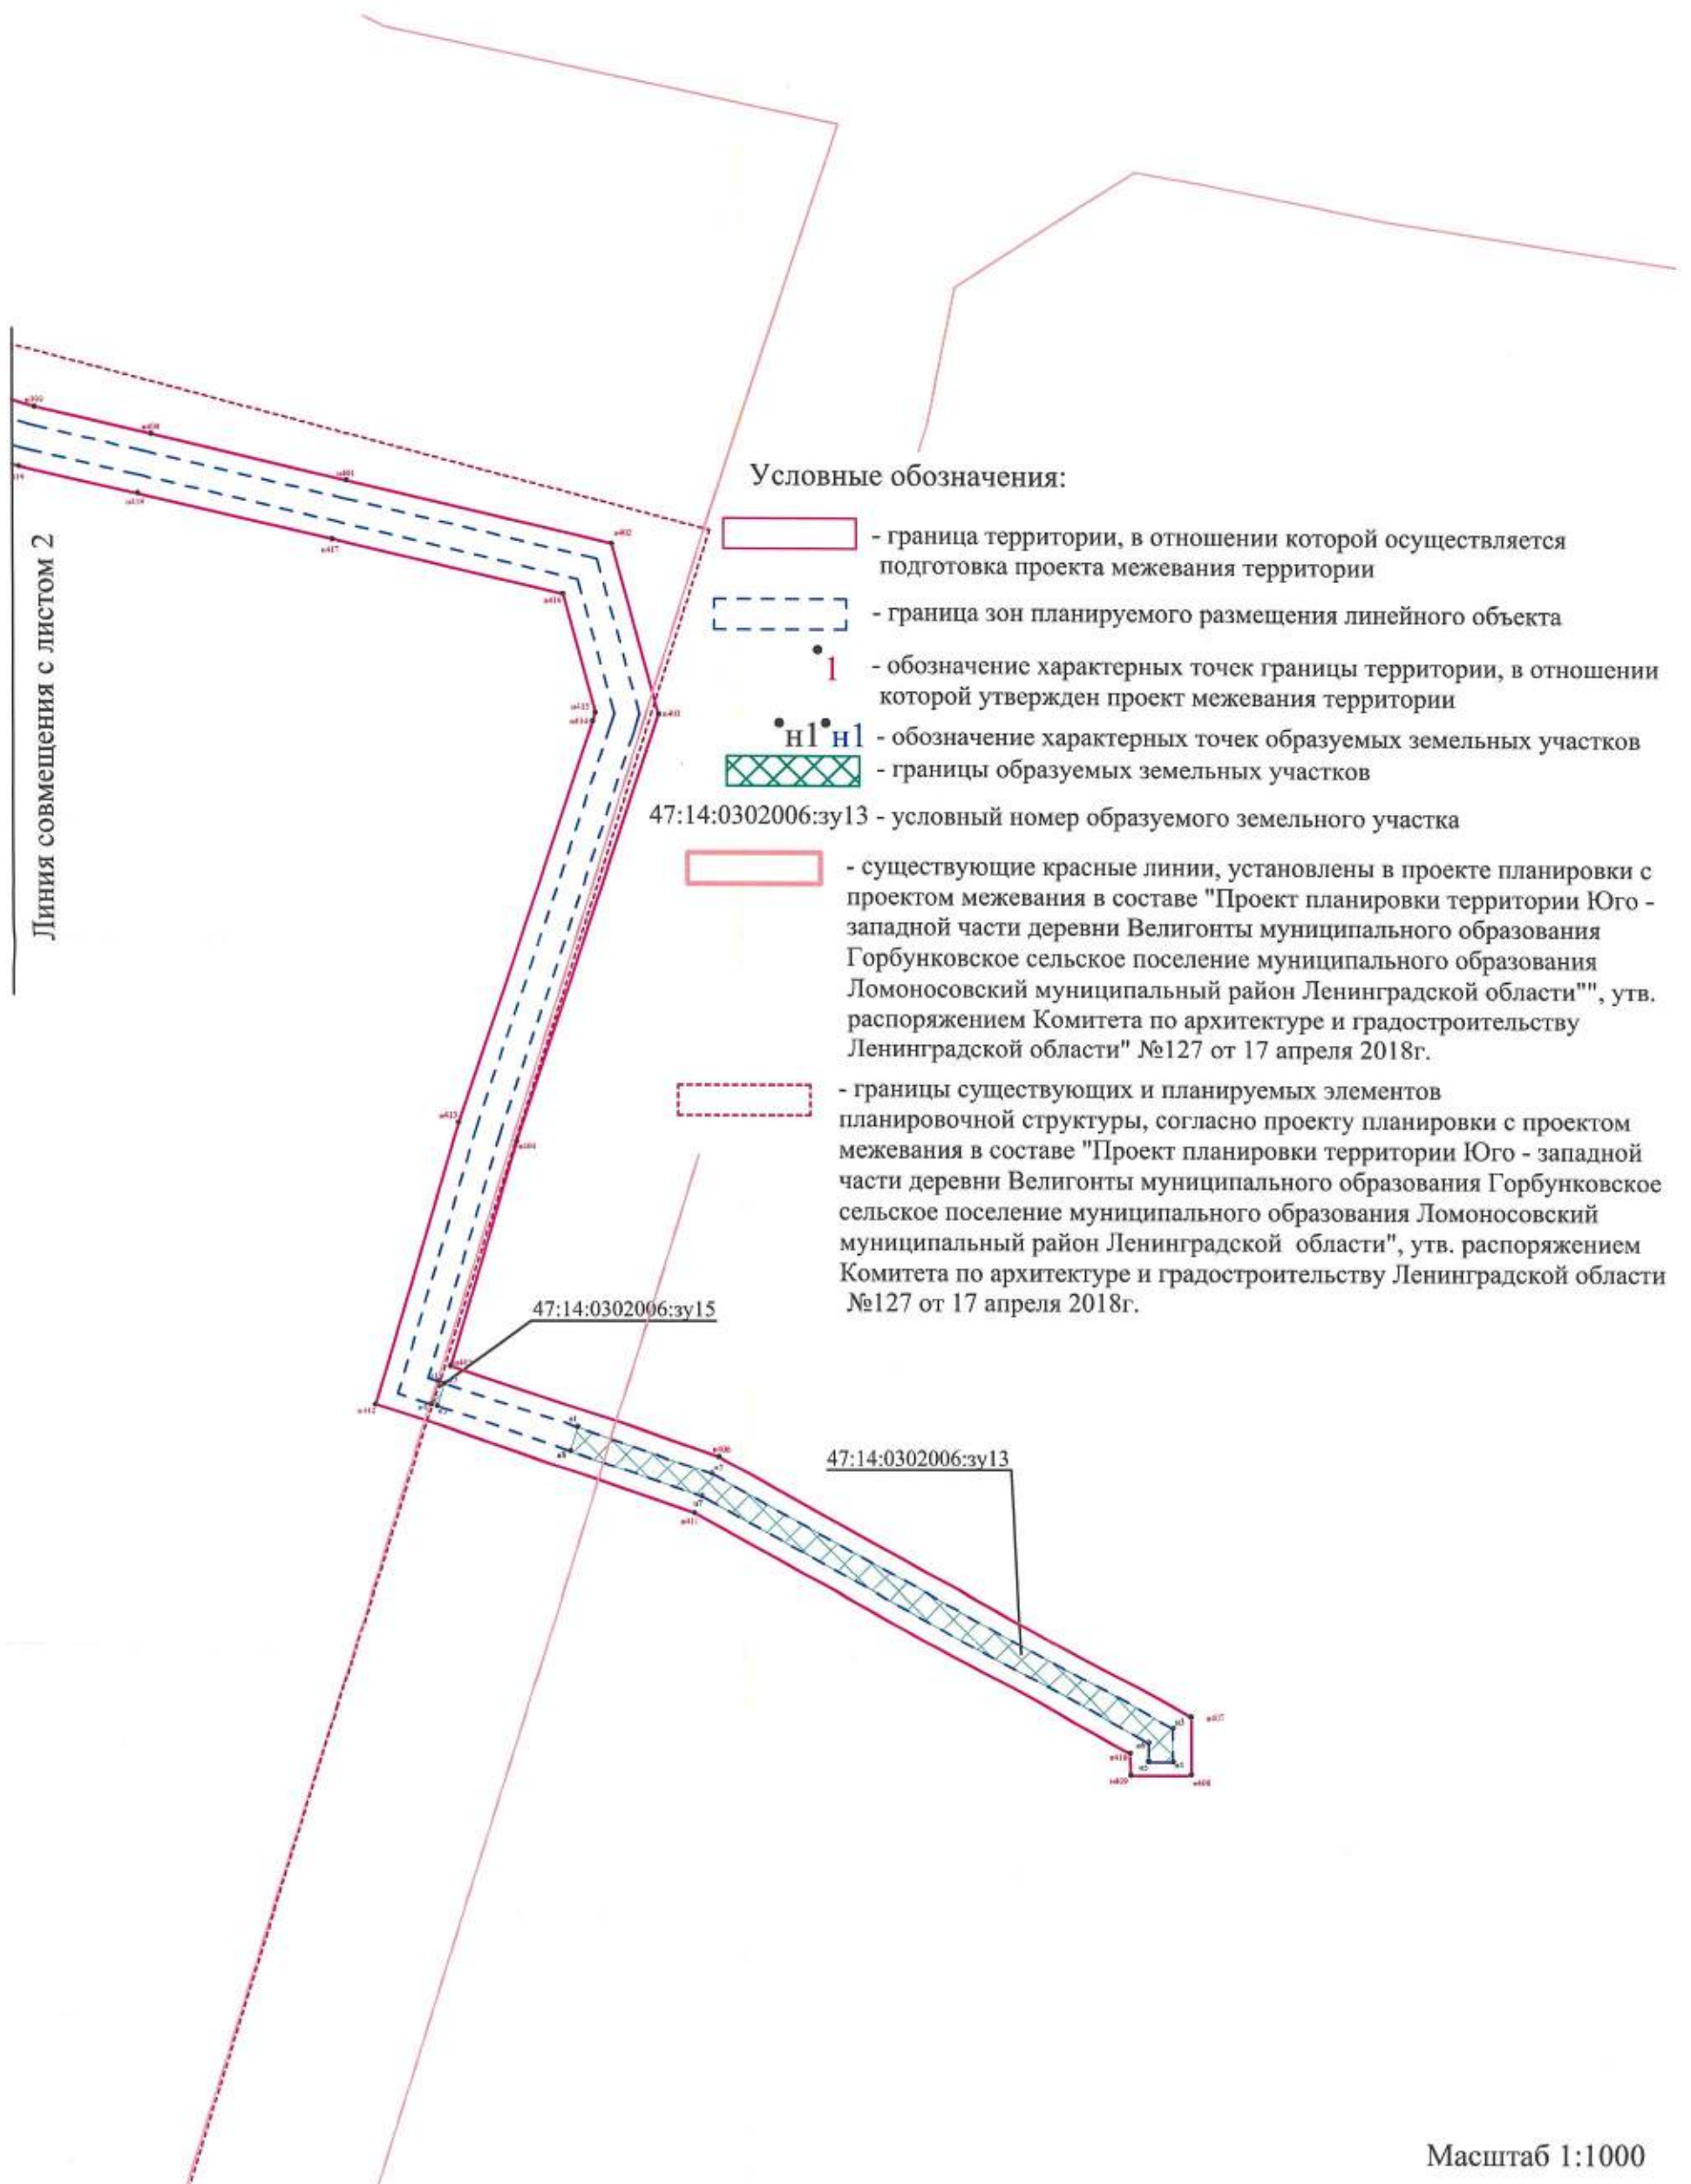 Линия совмещения с листом 2
Условные обозначения:
- граница территории, в отношении которой осуществляется
подготовка проекта межевания территории
- граница зон планируемого размещения линейного объекта
1 - обозначение характерных точек границы территории, в отношении
которой утвержден проект межевания территории
н1 н1 - обозначение характерных точек образуемых земельных участков
- границы образуемых земельных участков
47:14:0302006:зу13 - условный номер образуемого земельного участка
- существующие красные линии, установлены в проекте планировки с
проектом межевания в составе "Проект планировки территории Юго -
западной части деревни Велигонты муниципального образования
Горбунковское сельское поселение муниципального образования
Ломоносовский муниципальный район Ленинградской области"", утв.
распоряжением Комитета по архитектуре и градостроительству
Ленинградской области" №127 от 17 апреля 2018г.
- границы существующих и планируемых элементов
планировочной структуры, согласно проекту планировки с проектом
межевания в составе "Проект планировки территории Юго - западной
части деревни Велигонты муниципального образования Горбунковское
сельское поселение муниципального образования Ломоносовский
муниципальный район Ленинградской области", утв. распоряжением
Комитета по архитектуре и градостроительству Ленинградской области
№127 от 17 апреля 2018г.
47:14:0302006:зу15
47:14:0302006:зу13
Масштаб 1:1000